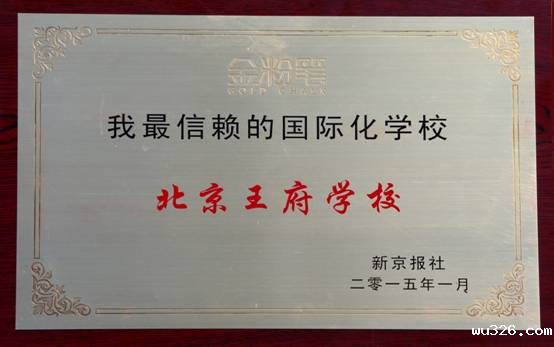 金粉笔
GOLD CHALK
我最信赖的国际化学校
北京王府学校
新京报社
二零一五年一月
wu326.com